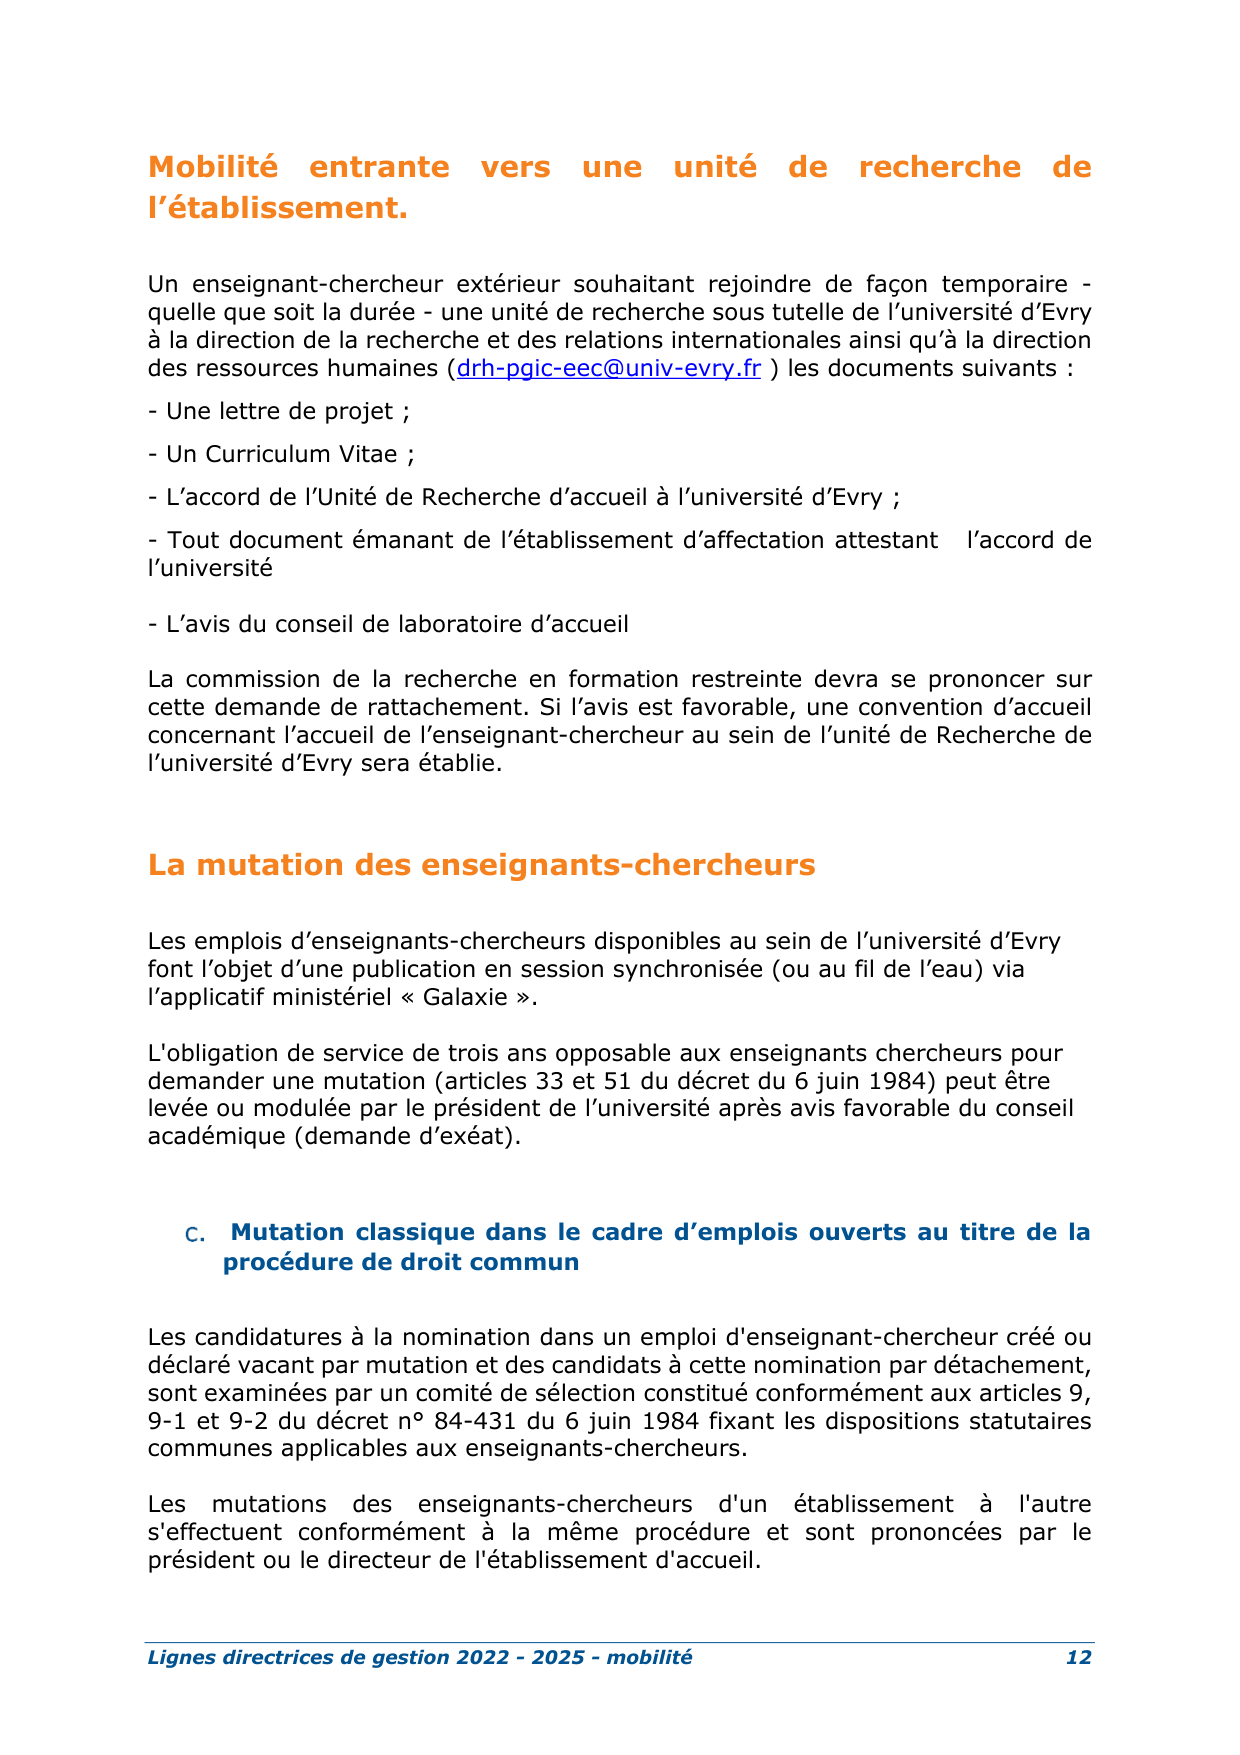 Mobilité entrante vers une unité de recherche de
l’établissement.
Un enseignant-chercheur extérieur souhaitant rejoindre de façon temporaire -
quelle que soit la durée - une unité de recherche sous tutelle de l’université d’Evry
à la direction de la recherche et des relations internationales ainsi qu’à la direction
des ressources humaines (drh-pgic-eec@univ-evry.fr ) les documents suivants :
- Une lettre de projet ;
- Un Curriculum Vitae ;
- L’accord de l’Unité de Recherche d’accueil à l’université d’Evry ;
- Tout document émanant de l’établissement d’affectation attestant l’accord de
l’université
- L’avis du conseil de laboratoire d’accueil
La commission de la recherche en formation restreinte devra se prononcer sur
cette demande de rattachement. Si l’avis est favorable, une convention d’accueil
concernant l’accueil de l’enseignant-chercheur au sein de l’unité de Recherche de
l’université d’Evry sera établie.
La mutation des enseignants-chercheurs
Les emplois d’enseignants-chercheurs disponibles au sein de l’université d’Evry
font l’objet d’une publication en session synchronisée (ou au fil de l’eau) via
l’applicatif ministériel « Galaxie ».
L'obligation de service de trois ans opposable aux enseignants chercheurs pour
demander une mutation (articles 33 et 51 du décret du 6 juin 1984) peut être
levée ou modulée par le président de l’université après avis favorable du conseil
académique (demande d’exéat).
c. Mutation classique dans le cadre d’emplois ouverts au titre de la
procédure de droit commun
Les candidatures à la nomination dans un emploi d'enseignant-chercheur créé ou
déclaré vacant par mutation et des candidats à cette nomination par détachement,
sont examinées par un comité de sélection constitué conformément aux articles 9,
9-1 et 9-2 du décret n° 84-431 du 6 juin 1984 fixant les dispositions statutaires
communes applicables aux enseignants-chercheurs.
Les mutations des enseignants-chercheurs d'un établissement à l'autre
s'effectuent conformément à la même procédure et sont prononcées par le
président ou le directeur de l'établissement d'accueil.
Lignes directrices de gestion 2022 - 2025 - mobilité 12